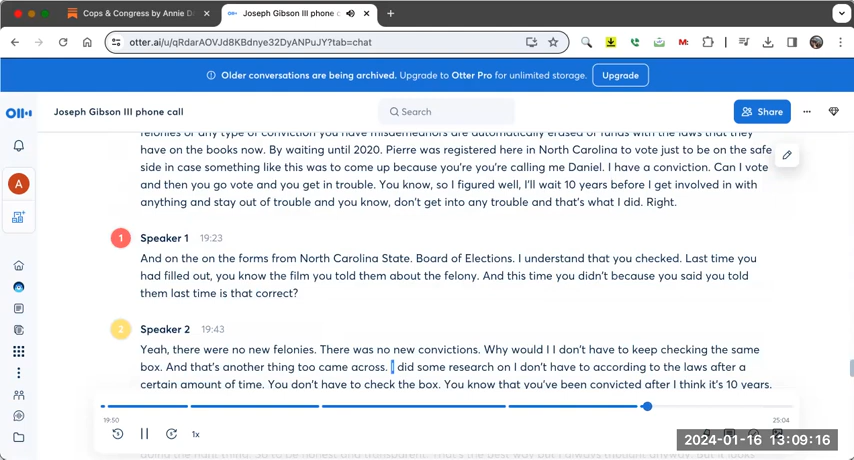 Cops & Congress by Annie D
Joseph Gibson III phone c
otter.ai/u/qRdarAOVJd8KBdnye32DyANPuJY?tab=chat
Older conversations are being archived. Upgrade to Otter Pro for unlimited storage. Upgrade
Joseph Gibson III phone call
Search
Share
felonies or any type of conviction you have misdemeanors are automatically erased or funds with the laws that they
have on the books now. By waiting until 2020. Pierre was registered here in North Carolina to vote just to be on the safe
side in case something like this was to come up because you're you're calling me Daniel. I have a conviction. Can I vote
and then you go vote and you get in trouble. You know, so I figured well, I'll wait 10 years before I get involved in with
anything and stay out of trouble and you know, don't get into any trouble and that's what I did. Right.
A
1 Speaker 1 19:23
And on the on the forms from North Carolina State. Board of Elections. I understand that you checked. Last time you
had filled out, you know the film you told them about the felony. And this time you didn't because you said you told
them last time is that correct?
2 Speaker 2 19:43
Yeah, there were no new felonies. There was no new convictions. Why would I I don't have to keep checking the same
box. And that's another thing too came across. I did some research on I don't have to according to the laws after a
certain amount of time. You don't have to check the box. You know that you've been convicted after I think it's 10 years.
19:50
25:04
1x
2024-01-16 13:09:16